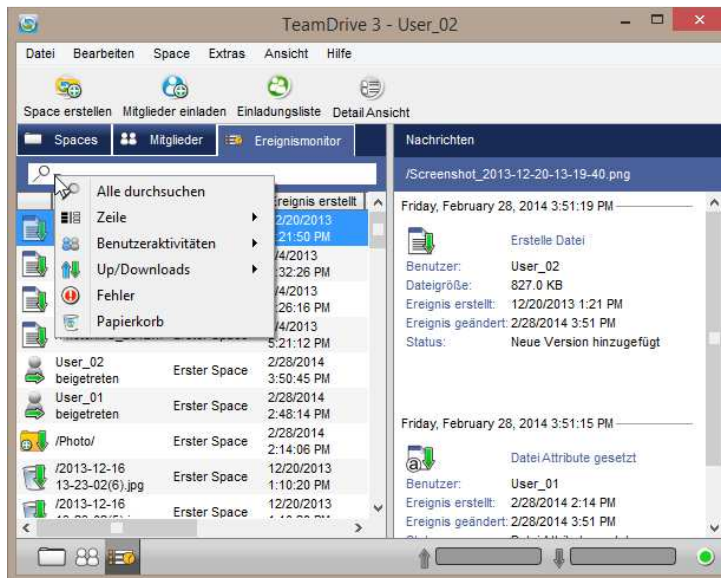 TeamDrive 3 - User_02
Datei Bearbeiten Space Extras Ansicht Hilfe
Space erstellen Mitglieder einladen Einladungsliste Detail Ansicht
Spaces Mitglieder Ereignismonitor
Alle durchsuchen
Zeile
Benutzeraktivitäten
Up/Downloads
Fehler
Papierkorb
Ereignis erstellt
2/20/2013
:21:50 PM
/4/2013
:32:26 PM
/4/2013
:26:16 PM
/4/2013
Erster Space
5:21:12 PM
User_02
beigetreten
Erster Space
2/28/2014
3:50:45 PM
User_01
beigetreten
Erster Space
2/28/2014
2:48:14 PM
/Photo/
Erster Space
2/28/2014
2:14:06 PM
/2013-12-16
13-23-02(6).jpg
Erster Space
12/20/2013
1:10:20 PM
/2013-12-16
Erster Space
12/20/2013
Nachrichten
/Screenshot_2013-12-20-13-19-40.png
Friday, February 28, 2014 3:51:19 PM
Erstelle Datei
Benutzer: User_02
Dateigröße: 827.0 KB
Ereignis erstellt: 12/20/2013 1:21 PM
Ereignis geändert: 2/28/2014 3:51 PM
Status: Neue Version hinzugefügt
Friday, February 28, 2014 3:51:15 PM
Datei Attribute gesetzt
Benutzer: User_01
Ereignis erstellt: 2/28/2014 2:14 PM
Ereignis geändert: 2/28/2014 3:51 PM